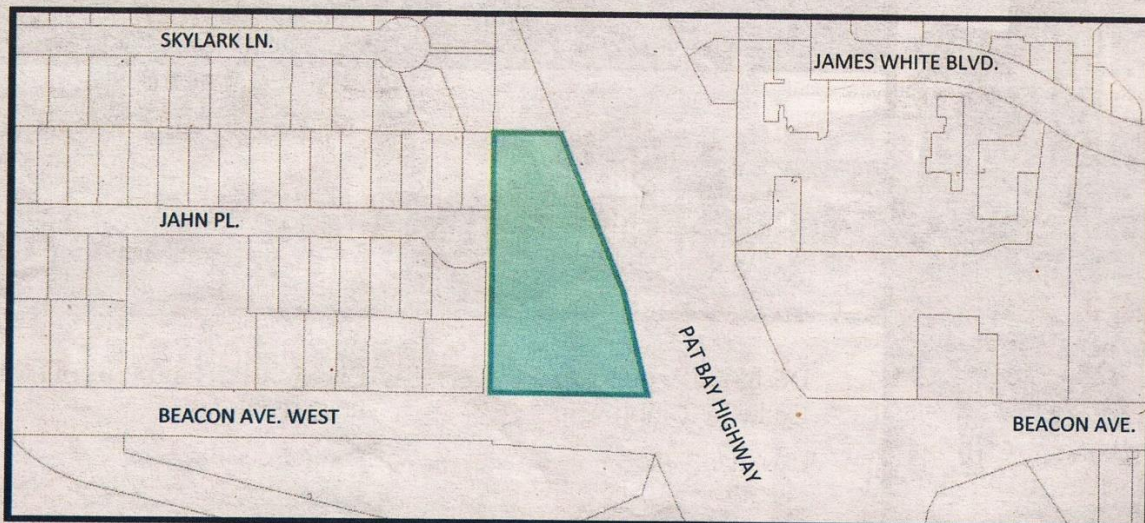 SKYLARK LN.
JAMES WHITE BLVD.
JAHN PL.
PAT BAY HIGHWAY
BEACON AVE. WEST
BEACON AVE.